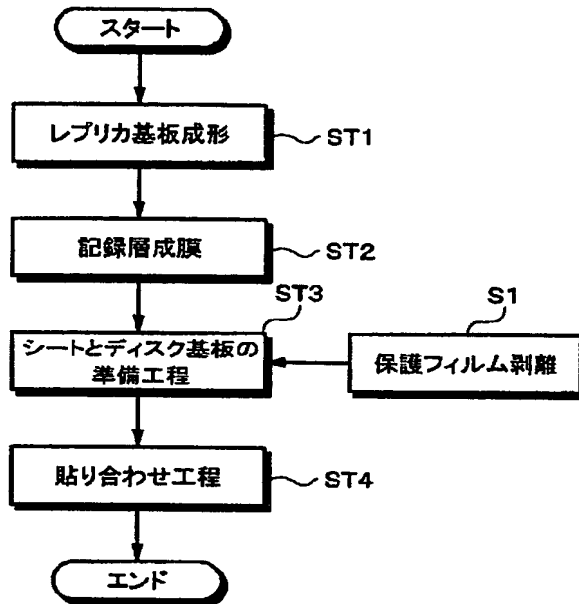 スタート
レプリカ基板成形
ST1
記録層成膜
ST2
ST3
シートとディスク基板の
準備工程
S1
保護フィルム剥離
貼り合わせ工程
ST4
エンド